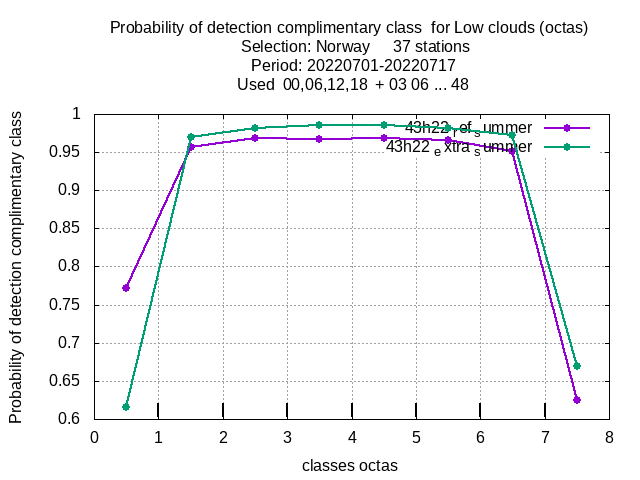 Probability of detection complimentary class  for Low clouds (octas)
Selection: Norway     37 stations
Period: 20220701-20220717
Used  00,06,12,18  + 03 06 ... 48
Probability of detection complimentary class
1
0.95
0.9
0.85
0.8
0.75
0.7
0.65
0.6
43h22_ref_summer
43h22_extra_summer
0 1 2 3 4 5 6 7 8
classes octas